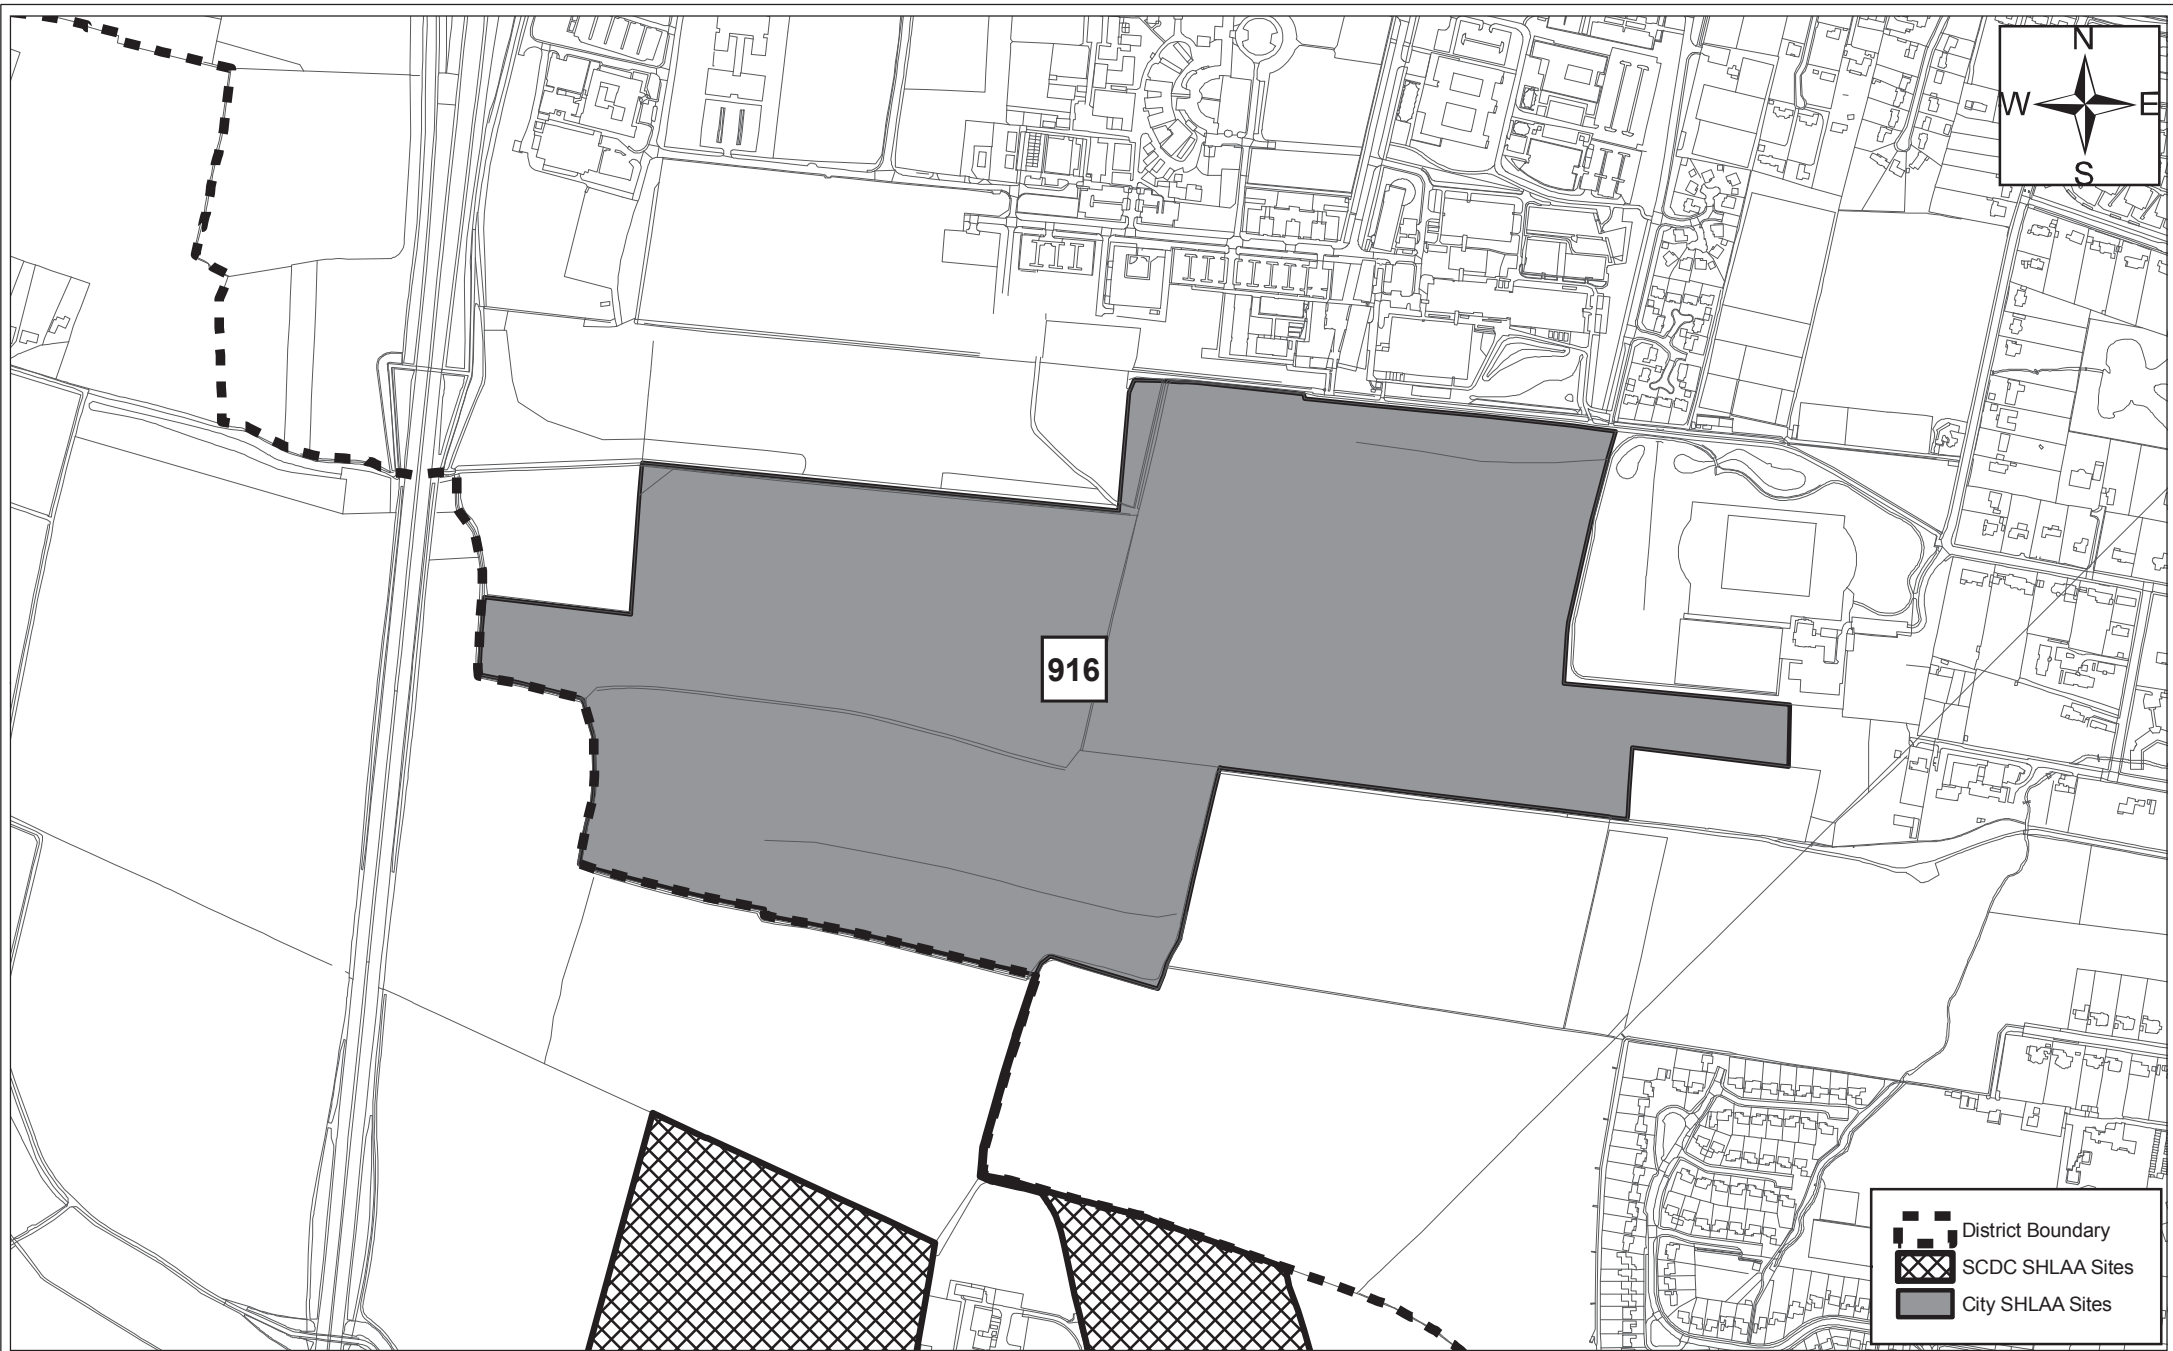 N
W E
S
916
District Boundary
SCDC SHLAA Sites
City SHLAA Sites